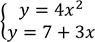 y = 4x²
y = 7 + 3x